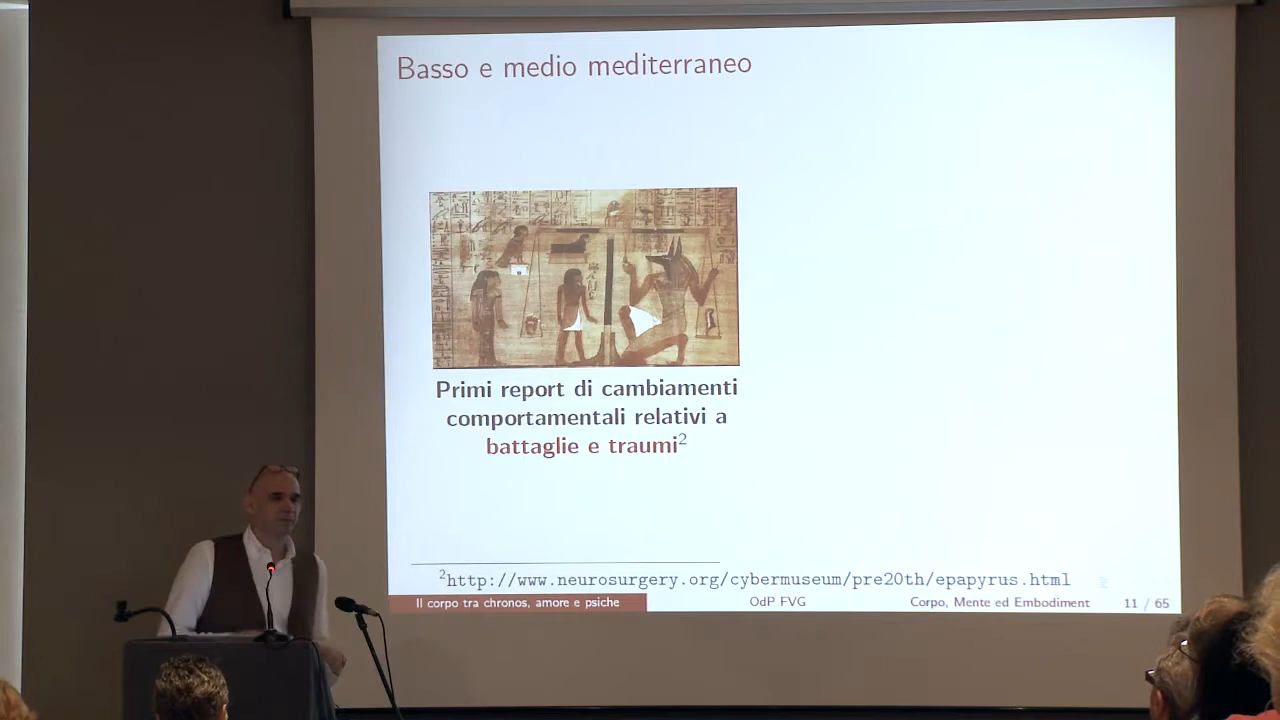 Basso e medio mediterraneo
Primi report di cambiamenti
comportamentali relativi a
battaglie e traumi²
²http://www.neurosurgery.org/cybermuseum/pre20th/epapyrus.html
Il corpo tra chronos, amore e psiche OdP FVG Corpo, Mente ed Embodiment 11 / 65